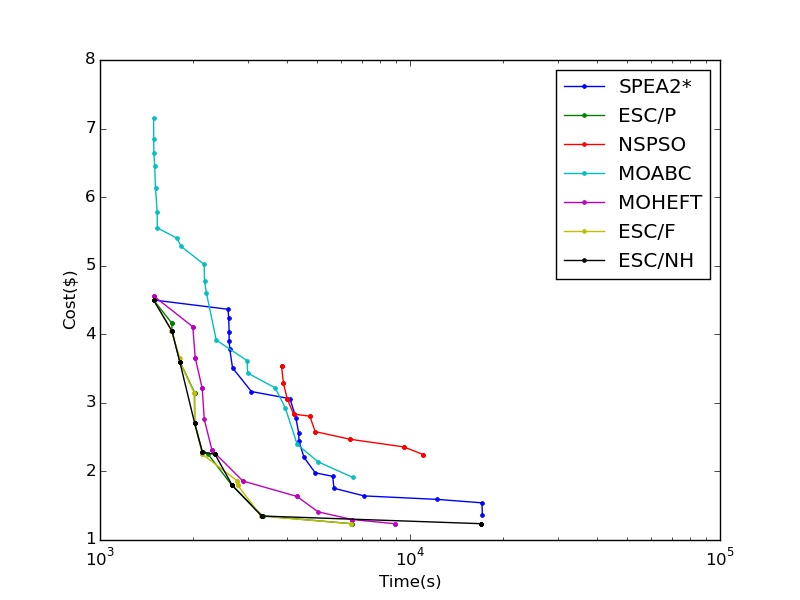 8
7
6
5
4
3
2
1
Cost($)
10^3
10^4
10^5
Time(s)
SPEA2*
ESC/P
NSPSO
MOABC
MOHEFT
ESC/F
ESC/NH